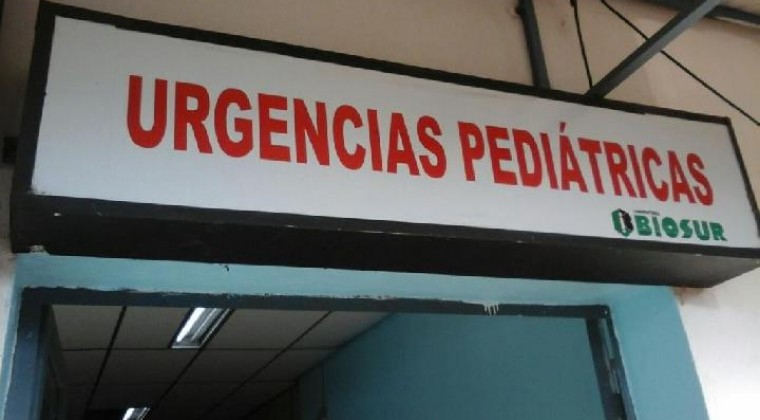 URGENCIAS PEDIÁTRICAS
BIOSUR